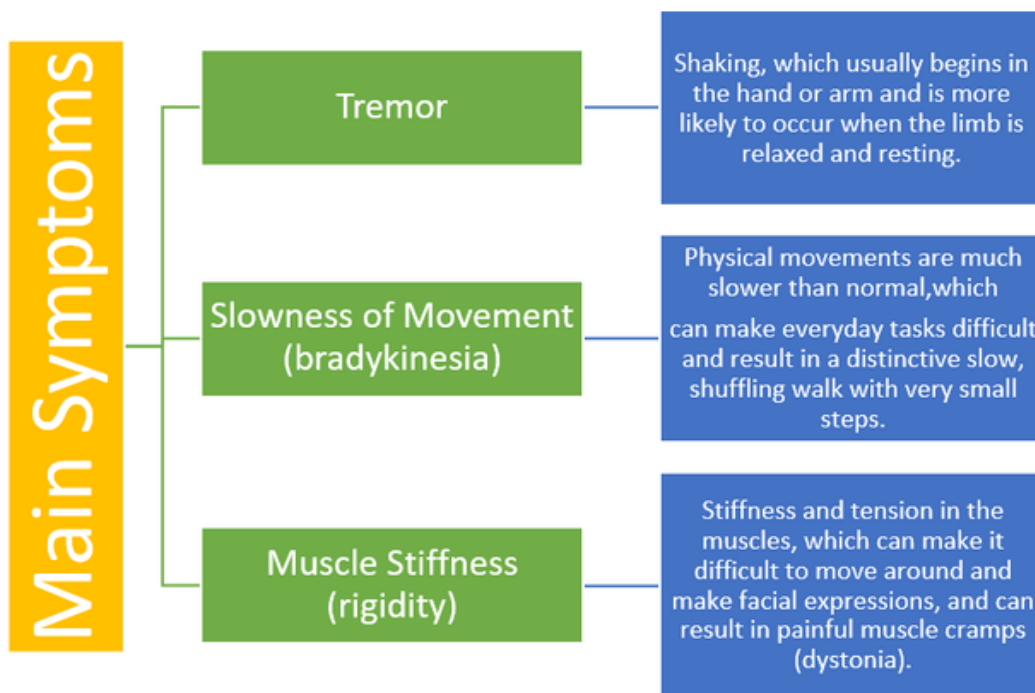 Main Symptoms
Tremor
Shaking, which usually begins in
the hand or arm and is more
likely to occur when the limb is
relaxed and resting.
Slowness of Movement
(bradykinesia)
Physical movements are much
slower than normal,which
can make everyday tasks difficult
and result in a distinctive slow,
shuffling walk with very small
steps.
Muscle Stiffness
(rigidity)
Stiffness and tension in the
muscles, which can make it
difficult to move around and
make facial expressions, and can
result in painful muscle cramps
(dystonia).